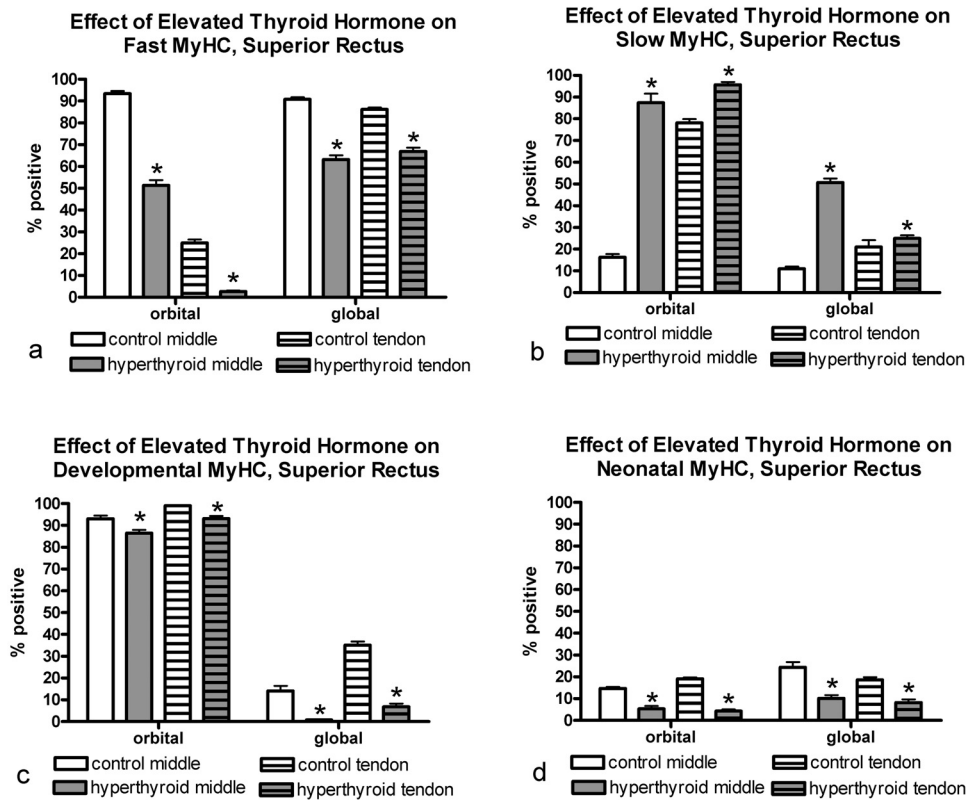 Effect of Elevated Thyroid Hormone on
Fast MyHC, Superior Rectus
100
90
80
70
60
50
40
30
20
10
0
% positive
*
*
*
*
orbital
global
control middle
control tendon
hyperthyroid middle
hyperthyroid tendon
a
Effect of Elevated Thyroid Hormone on
Slow MyHC, Superior Rectus
100
90
80
70
60
50
40
30
20
10
0
% positive
*
*
*
*
orbital
global
control middle
control tendon
hyperthyroid middle
hyperthyroid tendon
b
Effect of Elevated Thyroid Hormone on
Developmental MyHC, Superior Rectus
100
90
80
70
60
50
40
30
20
10
0
% positive
*
*
*
*
orbital
global
control middle
control tendon
hyperthyroid middle
hyperthyroid tendon
c
Effect of Elevated Thyroid Hormone on
Neonatal MyHC, Superior Rectus
100
90
80
70
60
50
40
30
20
10
0
% positive
*
*
*
*
orbital
global
control middle
control tendon
hyperthyroid middle
hyperthyroid tendon
d